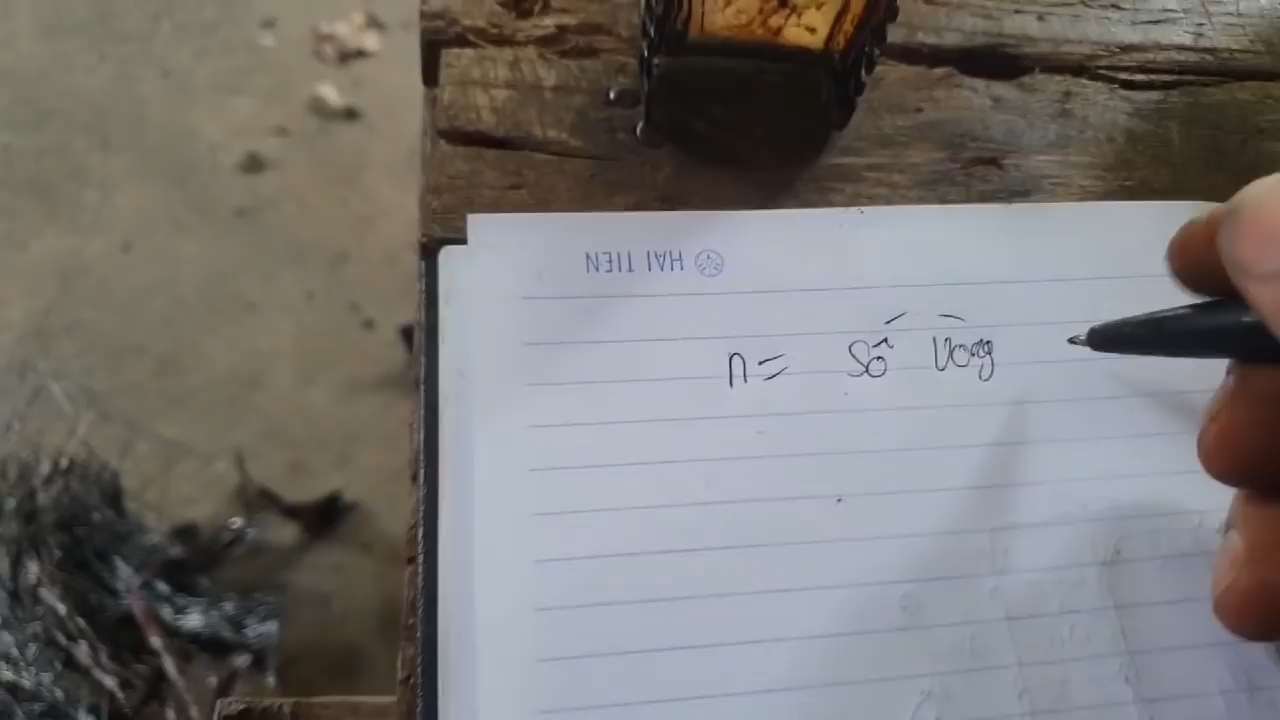 HAI TIEN
n = Số Vòng